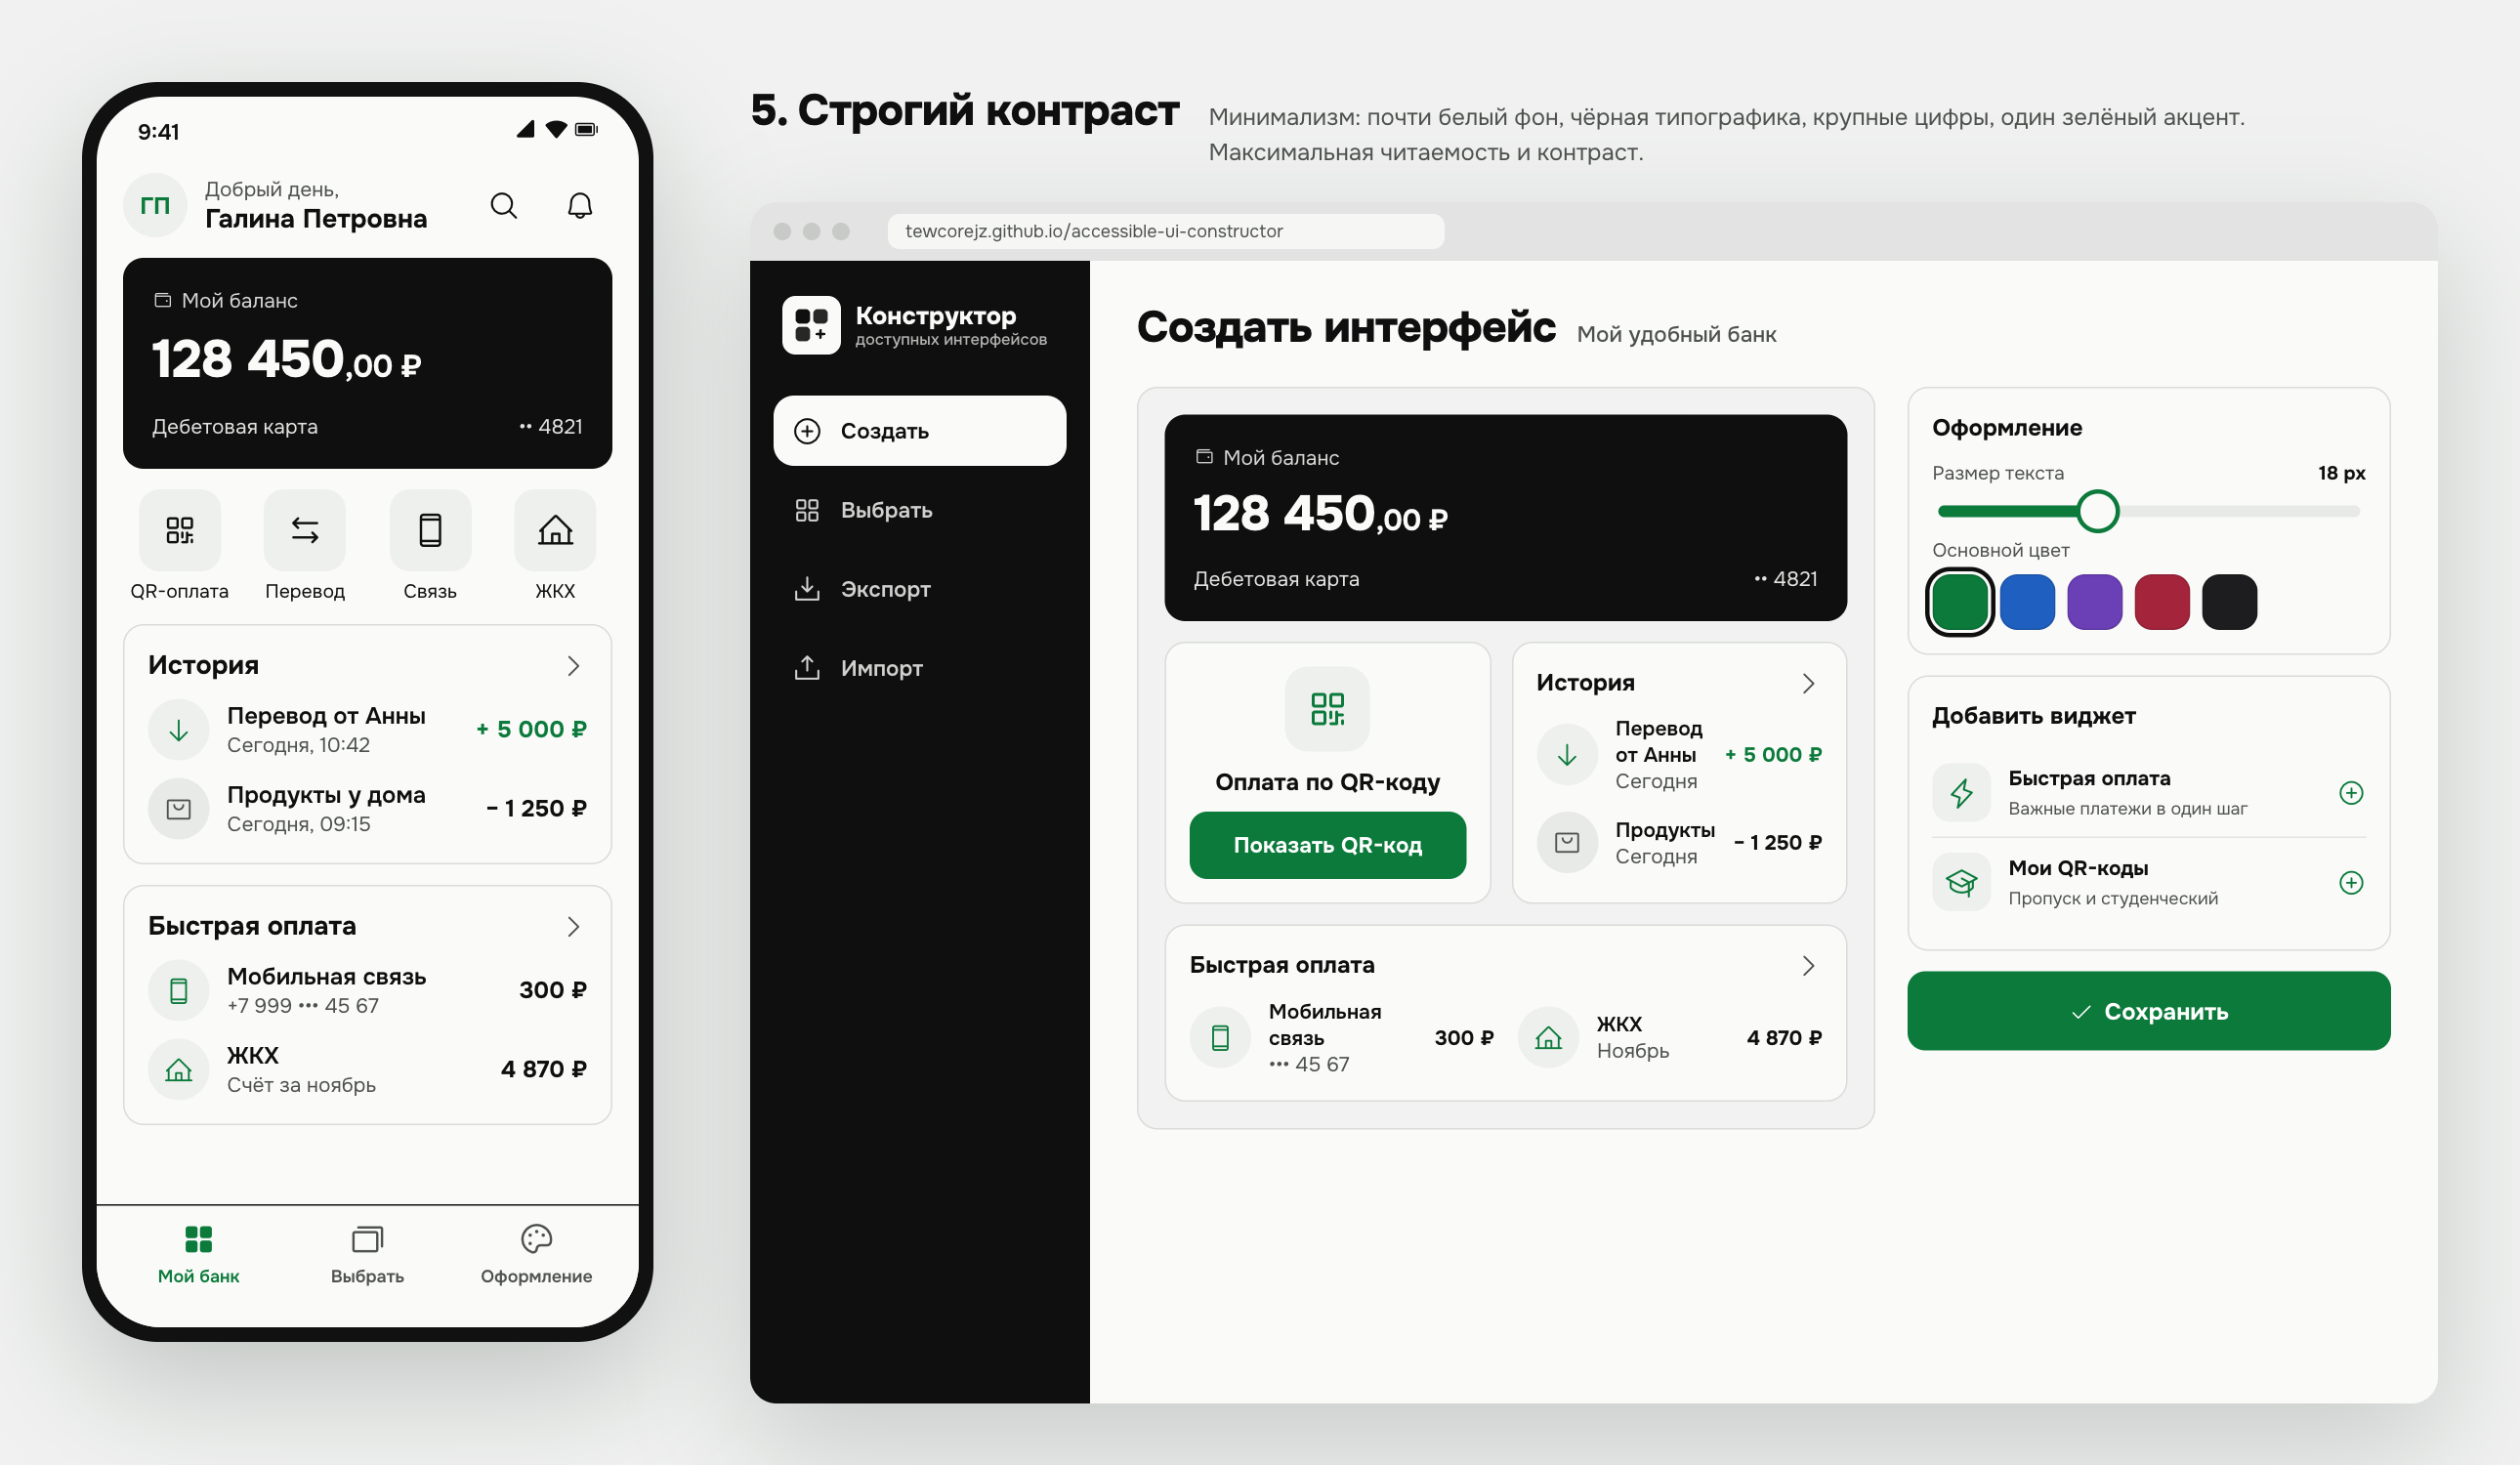 9:41
ГП
Добрый день,
Галина Петровна
Мой баланс
128 450,00 ₽
Дебетовая карта
•• 4821
QR-оплата
Перевод
Связь
ЖКХ
История
Перевод от Анны
+ 5 000 ₽
Сегодня, 10:42
Продукты у дома
− 1 250 ₽
Сегодня, 09:15
Быстрая оплата
Мобильная связь
300 ₽
+7 999 ••• 45 67
ЖКХ
4 870 ₽
Счёт за ноябрь
Мой банк
Выбрать
Оформление
5. Строгий контраст
Минимализм: почти белый фон, чёрная типографика, крупные цифры, один зелёный акцент.
Максимальная читаемость и контраст.
tewcorejz.github.io/accessible-ui-constructor
Конструктор
доступных интерфейсов
Создать
Выбрать
Экспорт
Импорт
Создать интерфейс
Мой удобный банк
Мой баланс
128 450,00 ₽
Дебетовая карта
•• 4821
Оплата по QR-коду
Показать QR-код
История
Перевод
от Анны
+ 5 000 ₽
Сегодня
Продукты
− 1 250 ₽
Сегодня
Быстрая оплата
Мобильная
связь
300 ₽
••• 45 67
ЖКХ
4 870 ₽
Ноябрь
Оформление
Размер текста
18 px
Основной цвет
Добавить виджет
Быстрая оплата
Важные платежи в один шаг
Мои QR-коды
Пропуск и студенческий
Сохранить